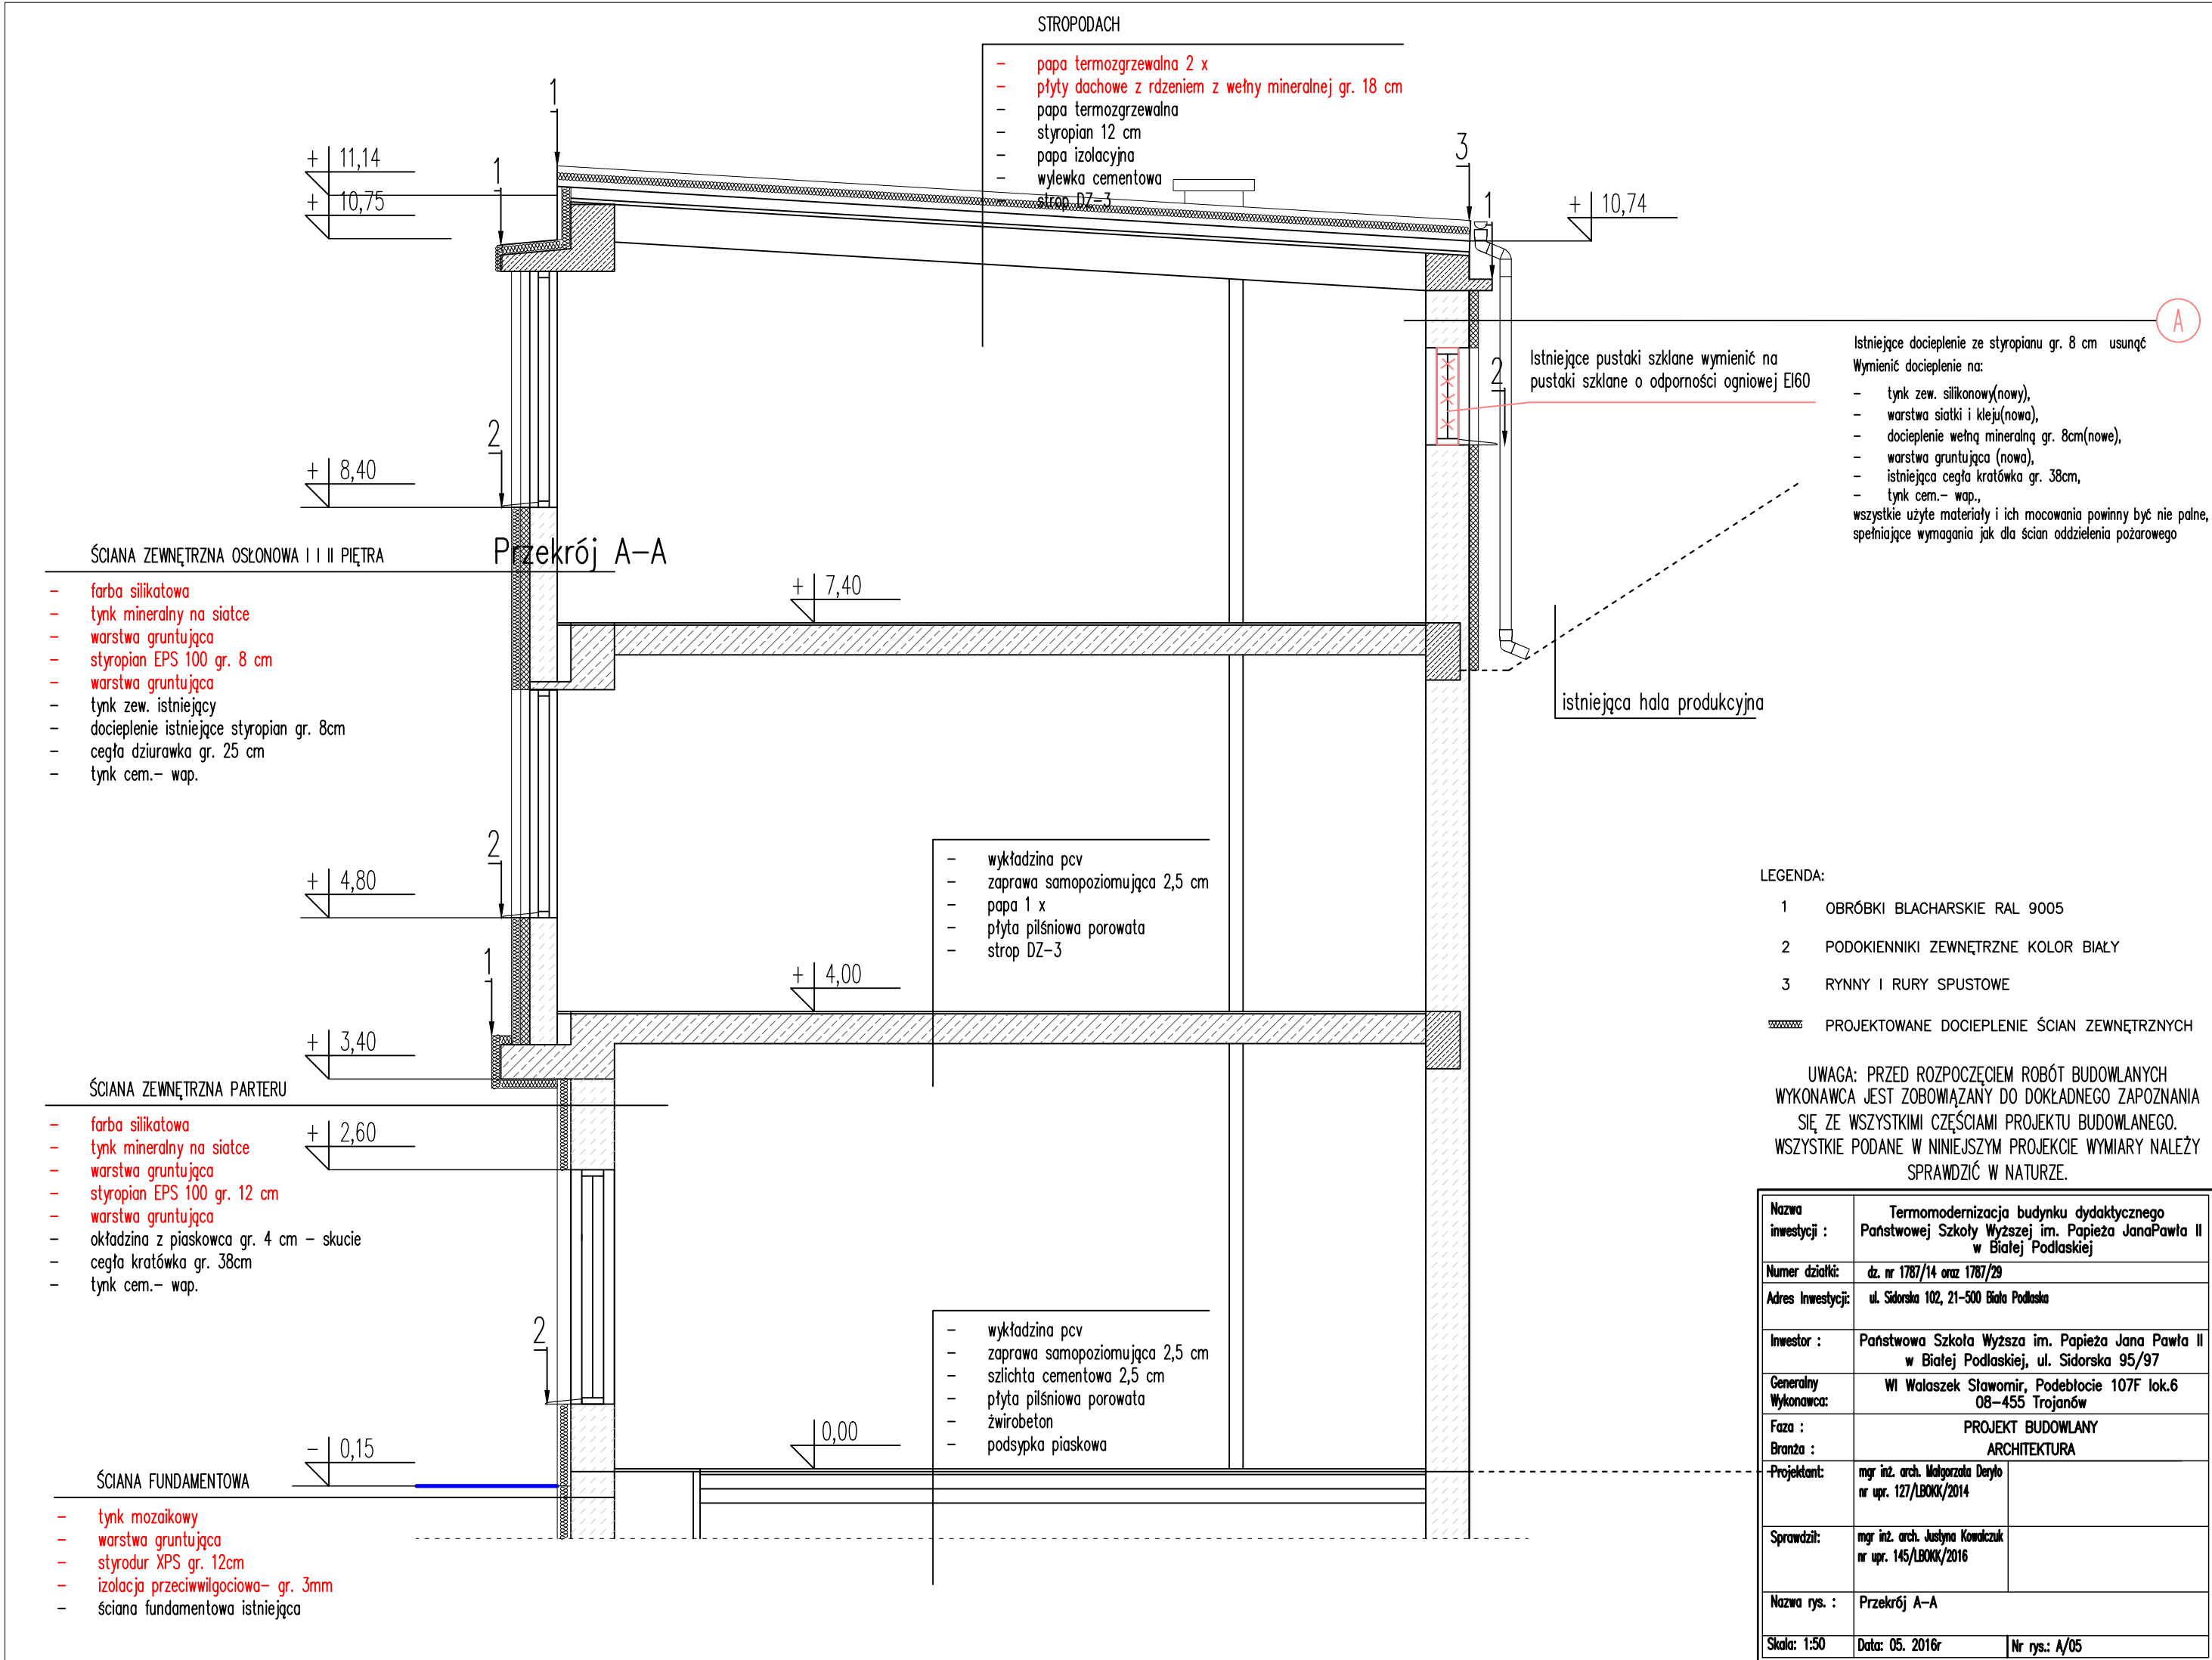 STROPODACH
- papa termozgrzewalna 2 x
- płyty dachowe z rdzeniem z wełny mineralnej gr. 18 cm
- papa termozgrzewalna
- styropian 12 cm
- papa izolacyjna
- wylewka cementowa
- strop DZ-3
1
1
3
1
+ 11,14
+ 10,75
+ 10,74
A
Istniejące pustaki szklane wymienić na
pustaki szklane o odporności ogniowej EI60
2
Istniejące docieplenie ze styropianu gr. 8 cm usunąć
Wymienić docieplenie na:
- tynk zew. silikonowy(nowy),
- warstwa siatki i kleju(nowa),
- docieplenie wełną mineralną gr. 8cm(nowe),
- warstwa gruntująca (nowa),
- istniejąca cegła kratówka gr. 38cm,
- tynk cem.- wap.,
wszystkie użyte materiały i ich mocowania powinny być nie palne,
spełniające wymagania jak dla ścian oddzielenia pożarowego
2
+ 8,40
Przekrój A-A
ŚCIANA ZEWNĘTRZNA OSŁONOWA I I II PIĘTRA
- farba silikatowa
- tynk mineralny na siatce
- warstwa gruntująca
- styropian EPS 100 gr. 8 cm
- warstwa gruntująca
- tynk zew. istniejący
- docieplenie istniejące styropian gr. 8cm
- cegła dziurawka gr. 25 cm
- tynk cem.- wap.
+ 7,40
istniejąca hala produkcyjna
2
+ 4,80
- wykładzina pcv
- zaprawa samopoziomująca 2,5 cm
- papa 1 x
- płyta pilśniowa porowata
- strop DZ-3
+ 4,00
1
+ 3,40
LEGENDA:
1 OBRÓBKI BLACHARSKIE RAL 9005
2 PODOKIENNIKI ZEWNĘTRZNE KOLOR BIAŁY
3 RYNNY I RURY SPUSTOWE
PROJEKTOWANE DOCIEPLENIE ŚCIAN ZEWNĘTRZNYCH
UWAGA: PRZED ROZPOCZĘCIEM ROBÓT BUDOWLANYCH
WYKONAWCA JEST ZOBOWIĄZANY DO DOKŁADNEGO ZAPOZNANIA
SIĘ ZE WSZYSTKIMI CZĘŚCIAMI PROJEKTU BUDOWLANEGO.
WSZYSTKIE PODANE W NINIEJSZYM PROJEKCIE WYMIARY NALEŻY
SPRAWDZIĆ W NATURZE.
ŚCIANA ZEWNĘTRZNA PARTERU
- farba silikatowa
- tynk mineralny na siatce
- warstwa gruntująca
- styropian EPS 100 gr. 12 cm
- warstwa gruntująca
- okładzina z piaskowca gr. 4 cm - skucie
- cegła kratówka gr. 38cm
- tynk cem.- wap.
+ 2,60
2
- wykładzina pcv
- zaprawa samopoziomująca 2,5 cm
- szlichta cementowa 2,5 cm
- płyta pilśniowa porowata
- żwirobeton
- podsypka piaskowa
0,00
- 0,15
ŚCIANA FUNDAMENTOWA
- tynk mozaikowy
- warstwa gruntująca
- styrodur XPS gr. 12cm
- izolacja przeciwwilgociowa- gr. 3mm
- ściana fundamentowa istniejąca
Nazwa inwestycji :
Termomodernizacja budynku dydaktycznego
Państwowej Szkoły Wyższej im. Papieża JanaPawła II
w Białej Podlaskiej
Numer działki: dz. nr 1787/14 oraz 1787/29
Adres Inwestycji: ul. Sidorska 102, 21-500 Biała Podlaska
Inwestor : Państwowa Szkoła Wyższa im. Papieża Jana Pawła II
w Białej Podlaskiej, ul. Sidorska 95/97
Generalny Wykonawca:
WI Walaszek Sławomir, Podebłocie 107F lok.6
08-455 Trojanów
Faza : PROJEKT BUDOWLANY
Branża : ARCHITEKTURA
Projektant: mgr inż. arch. Małgorzata Deryło
nr upr. 127/LBOKK/2014
Sprawdził: mgr inż. arch. Justyna Kowalczuk
nr upr. 145/LBOKK/2016
Nazwa rys. : Przekrój A-A
Skala: 1:50 Data: 05. 2016r Nr rys.: A/05